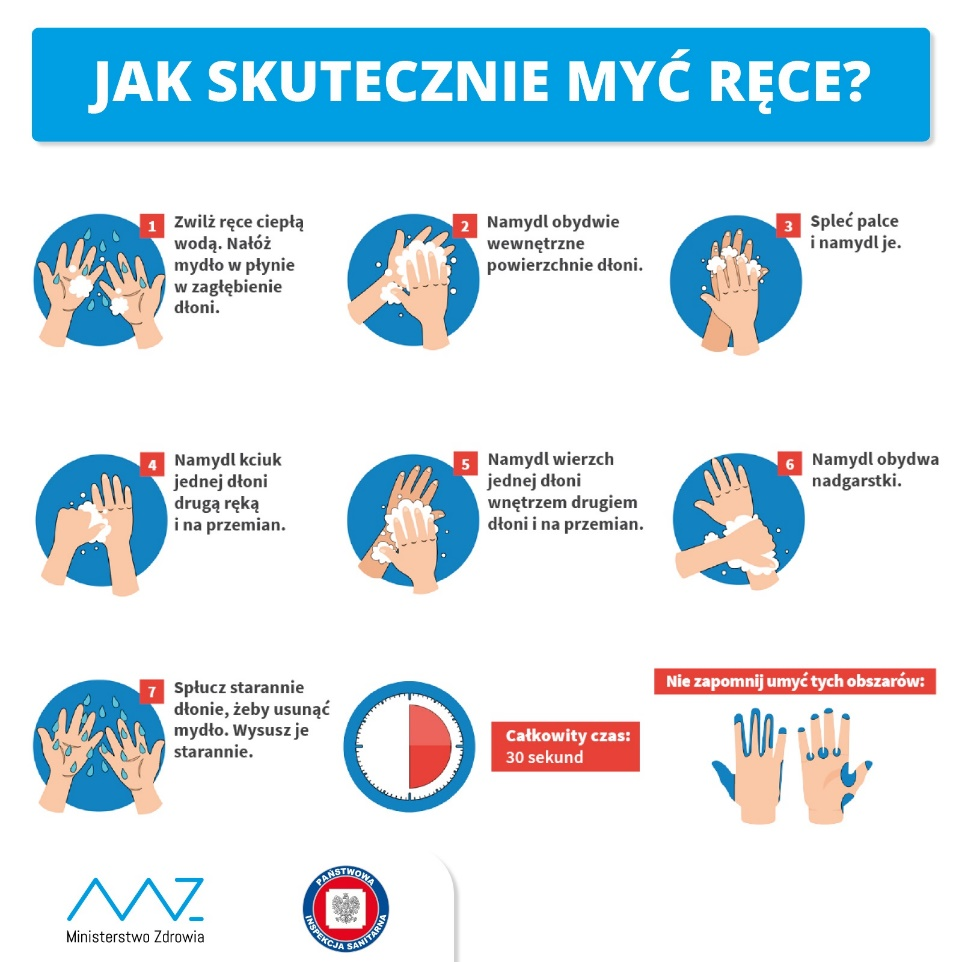 JAK SKUTECZNIE MYĆ RĘCE?
1
Zwilż ręce ciepłą
wodą. Nałóż
mydło w płynie
w zagłębienie
dłoni.
2
Namydl obydwie
wewnętrzne
powierzchnie dłoni.
3
Spleć palce
i namydl je.
4
Namydl kciuk
jednej dłoni
drugą ręką
i na przemian.
5
Namydl wierzch
jednej dłoni
wnętrzem drugiem
dłoni i na przemian.
6
Namydl obydwa
nadgarstki.
7
Spłucz starannie
dłonie, żeby usunąć
mydło. Wysusz je
starannie.
Całkowity czas:
30 sekund
Nie zapomnij umyć tych obszarów:
MZ
Ministerstwo Zdrowia
PAŃSTWOWA
INSPEKCJA SANITARNA